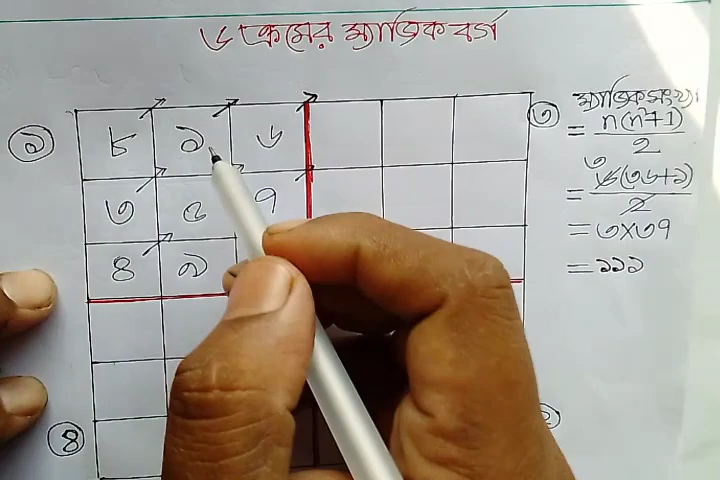 ৬ ক্রমের ম্যাজিক বর্গ
ম্যাজিক সংখ্যা
১
৮ ১ ৬
৩
= n(n²+1)
2
৩ ৫ ৭
৩
= ৬(৩৬+১)
2
= ৩×৩৭
৪ ৯
= ১১১
৪
২